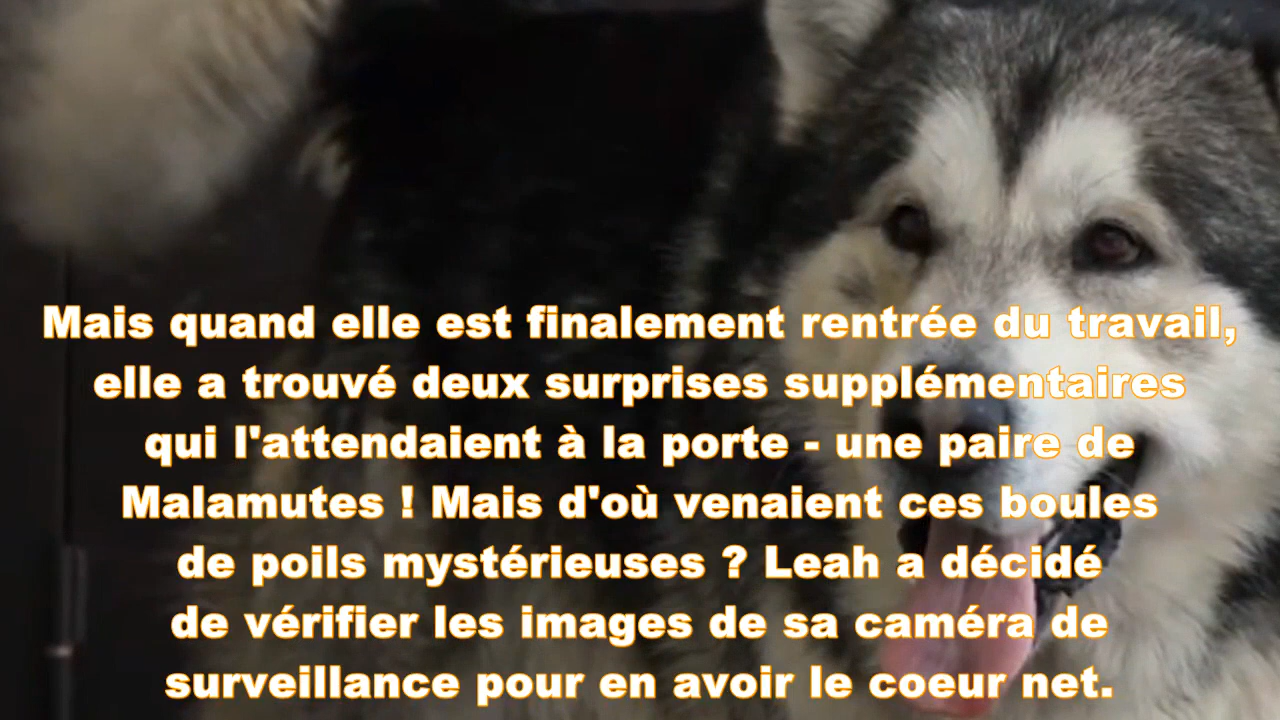 Mais quand elle est finalement rentrée du travail,
elle a trouvé deux surprises supplémentaires
qui l'attendaient à la porte - une paire de
Malamutes ! Mais d'où venaient ces boules
de poils mystérieuses ? Leah a décidé
de vérifier les images de sa caméra de
surveillance pour en avoir le coeur net.